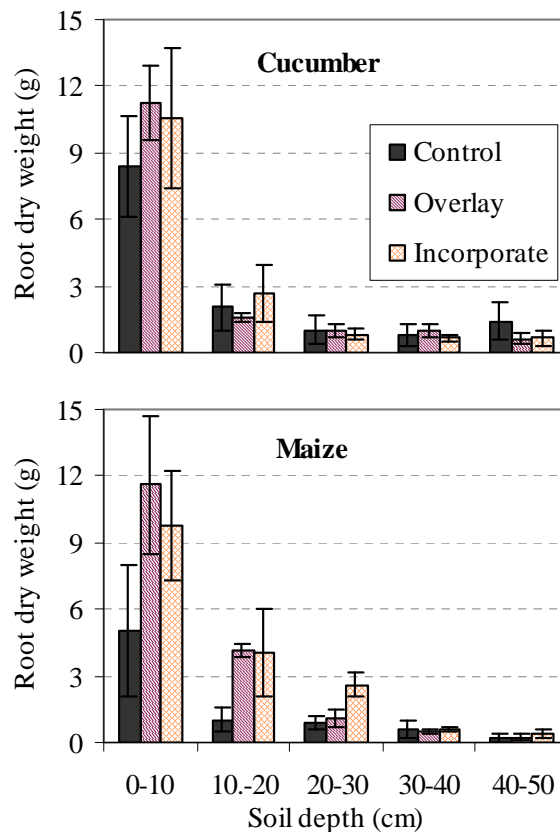 15
12
9
6
3
0
Root dry weight (g)
Cucumber
Control
Overlay
Incorporate
15
12
9
6
3
0
Root dry weight (g)
Maize
0-10 10.-20 20-30 30-40 40-50
Soil depth (cm)